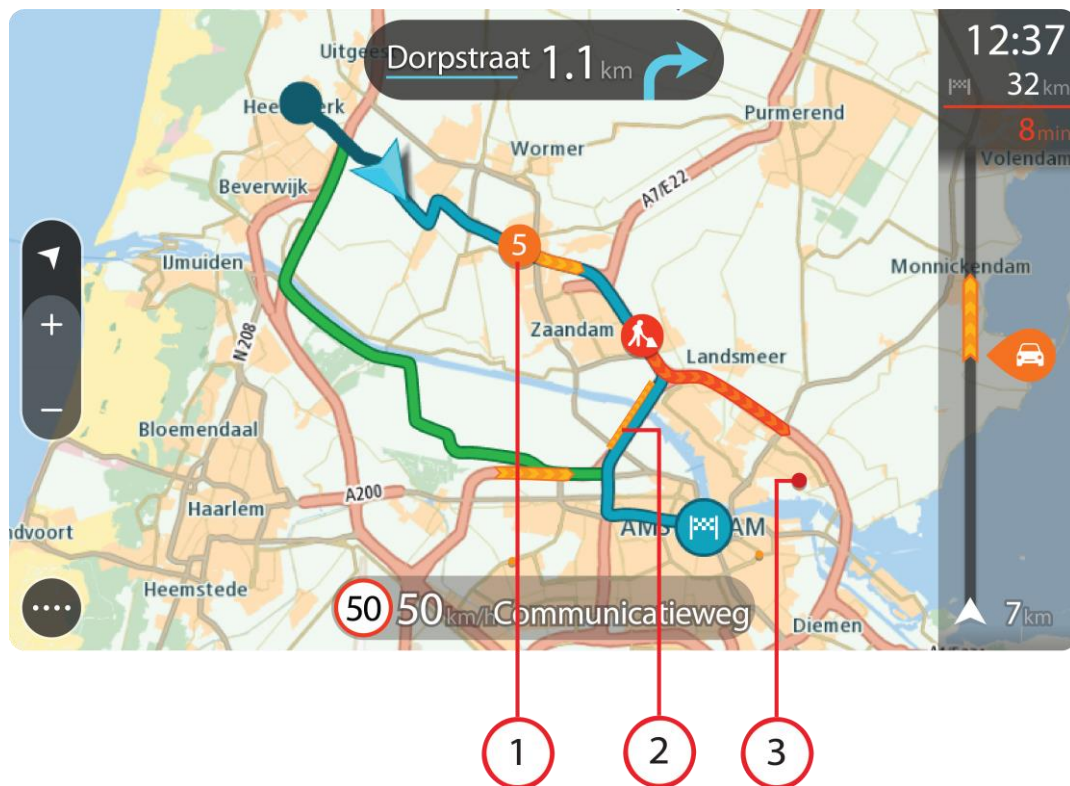 Dorpstraat 1.1 km
12:37
32 km
8 min
Uitgeest
Purmerend
Wormer
Volendam
Beverwijk
A7/E22
IJmuiden
Monnickendam
5
N208
Zaandam
Landsmeer
Bloemendaal
A200
Haarlem
Heemstede
50 50 km/h Communicatieweg
Diemen
7 km
1 2 3